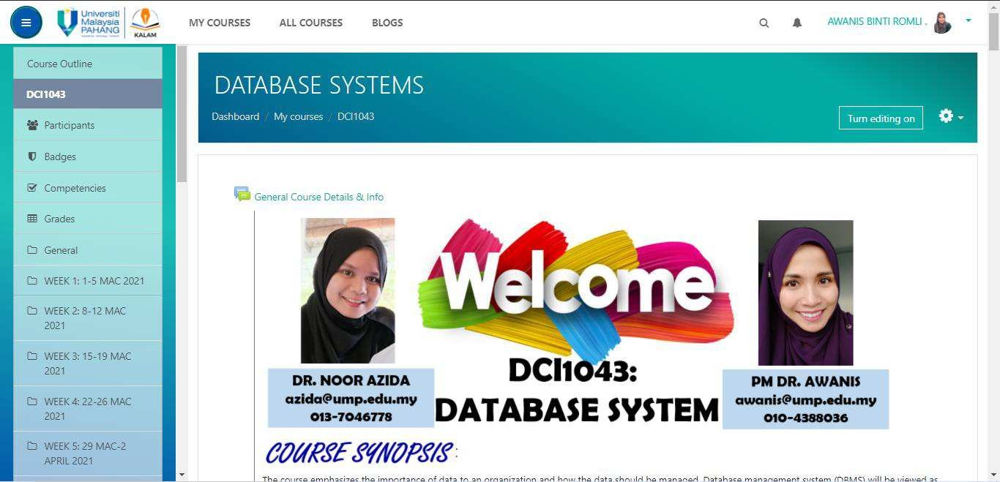 Universiti
Malaysia
PAHANG
KALAM
MY COURSES
ALL COURSES
BLOGS
AWANIS BINTI ROMLI .
Course Outline
DCI1043
Participants
Badges
Competencies
Grades
General
WEEK 1: 1-5 MAC 2021
WEEK 2: 8-12 MAC
2021
WEEK 3: 15-19 MAC
2021
WEEK 4: 22-26 MAC
2021
WEEK 5: 29 MAC-2
APRIL 2021
DATABASE SYSTEMS
Dashboard / My courses / DCI1043
Turn editing on
General Course Details & Info
Welcome
DCI1043:
DATABASE SYSTEM
DR. NOOR AZIDA
azida@ump.edu.my
013-7046778
PM DR. AWANIS
awanis@ump.edu.my
010-4388036
COURSE SYNOPSIS :
The course emphasizes the importance of data to an organization and how the data should be managed. Database management system (DBMS) will be viewed as